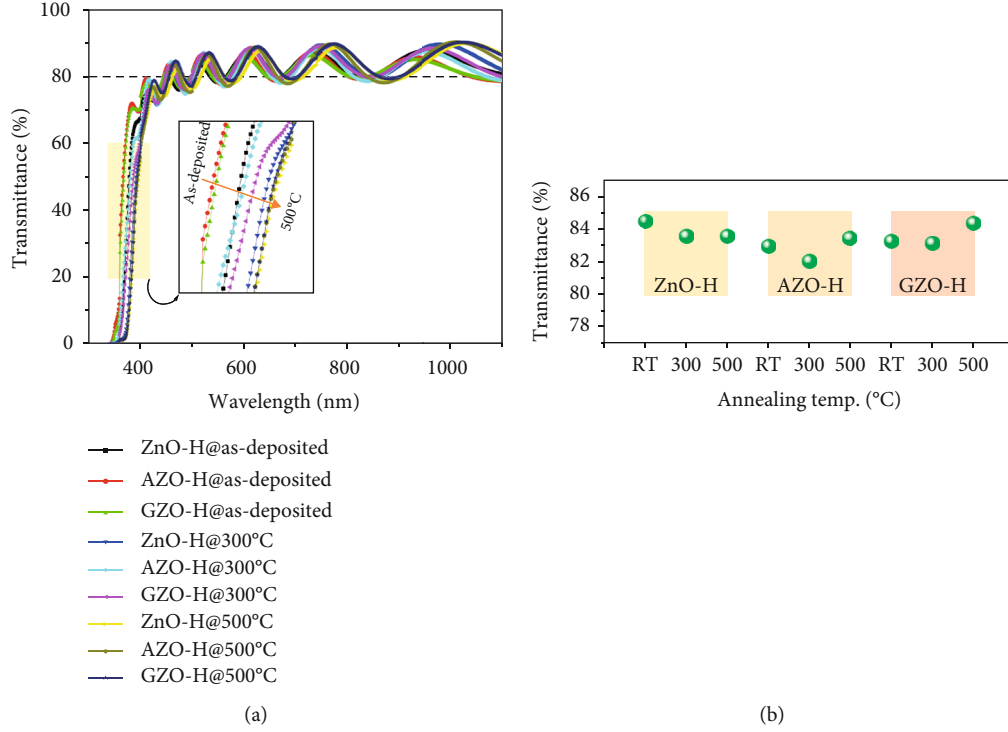 100
80
60
40
20
0
Transmittance (%)
As-deposited
500°C
400
600
800
1000
Wavelength (nm)
ZnO-H@as-deposited
AZO-H@as-deposited
GZO-H@as-deposited
ZnO-H@300°C
AZO-H@300°C
GZO-H@300°C
ZnO-H@500°C
AZO-H@500°C
GZO-H@500°C
(a)
86
84
82
80
78
Transmittance (%)
ZnO-H
AZO-H
GZO-H
RT 300 500 RT 300 500 RT 300 500
Annealing temp. (°C)
(b)